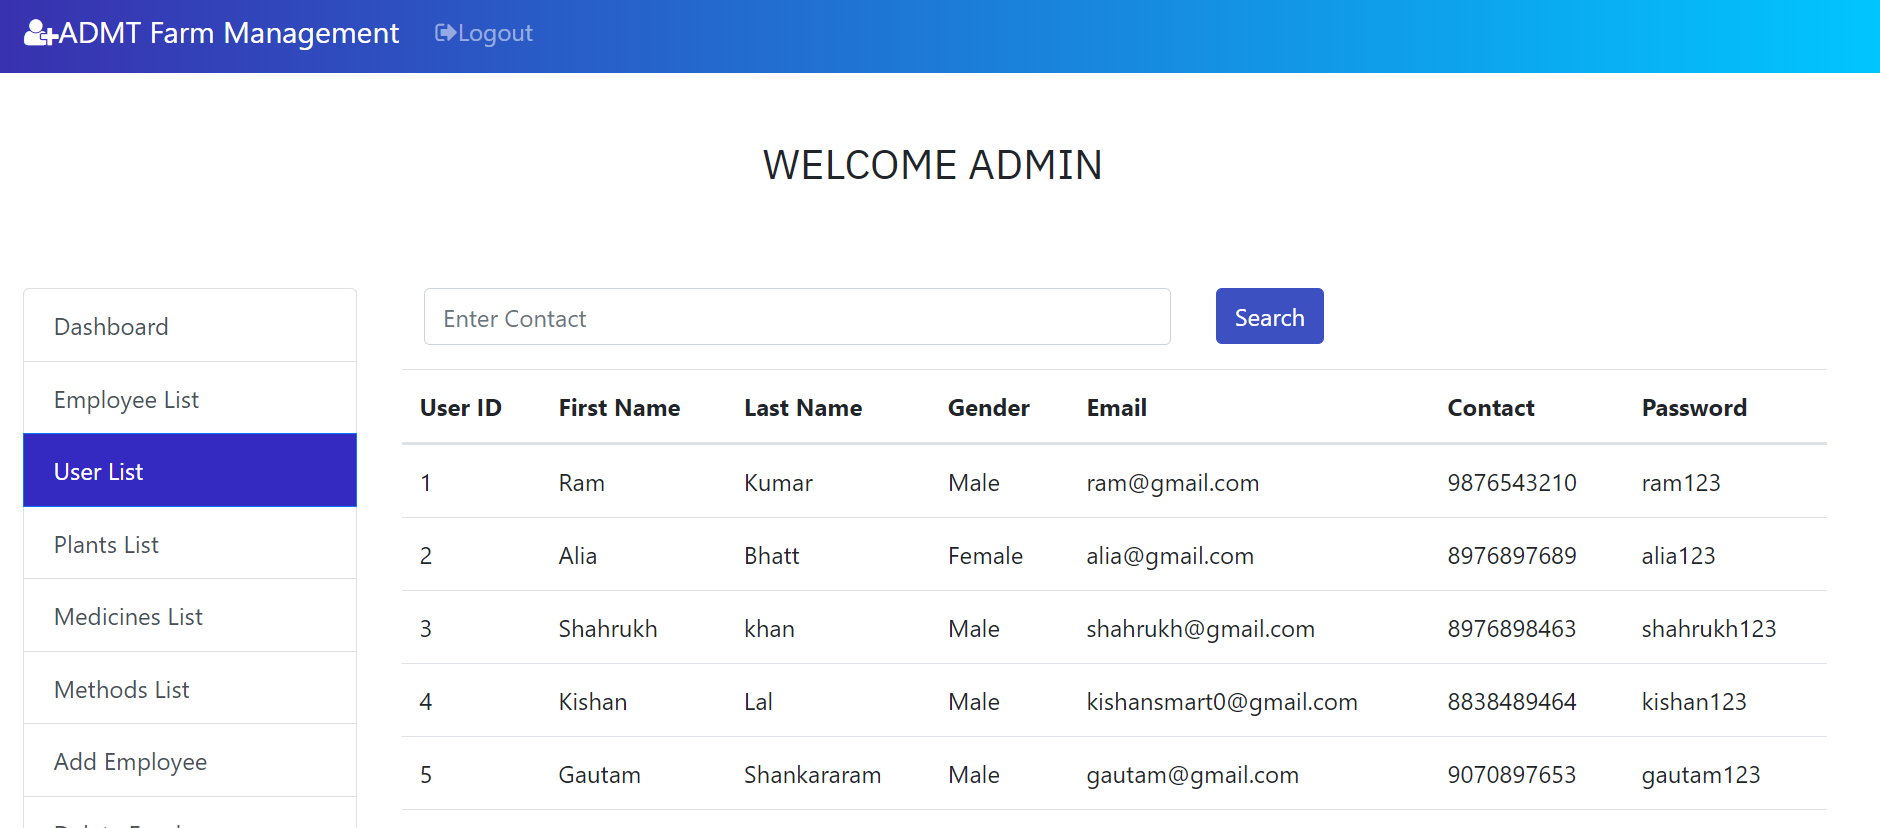 ADMT Farm Management Logout
WELCOME ADMIN
Dashboard
Employee List
User List
Plants List
Medicines List
Methods List
Add Employee
Enter Contact Search
User ID First Name Last Name Gender Email Contact Password
1 Ram Kumar Male ram@gmail.com 9876543210 ram123
2 Alia Bhatt Female alia@gmail.com 8976897689 alia123
3 Shahrukh khan Male shahrukh@gmail.com 8976898463 shahrukh123
4 Kishan Lal Male kishansmart0@gmail.com 8838489464 kishan123
5 Gautam Shankararam Male gautam@gmail.com 9070897653 gautam123